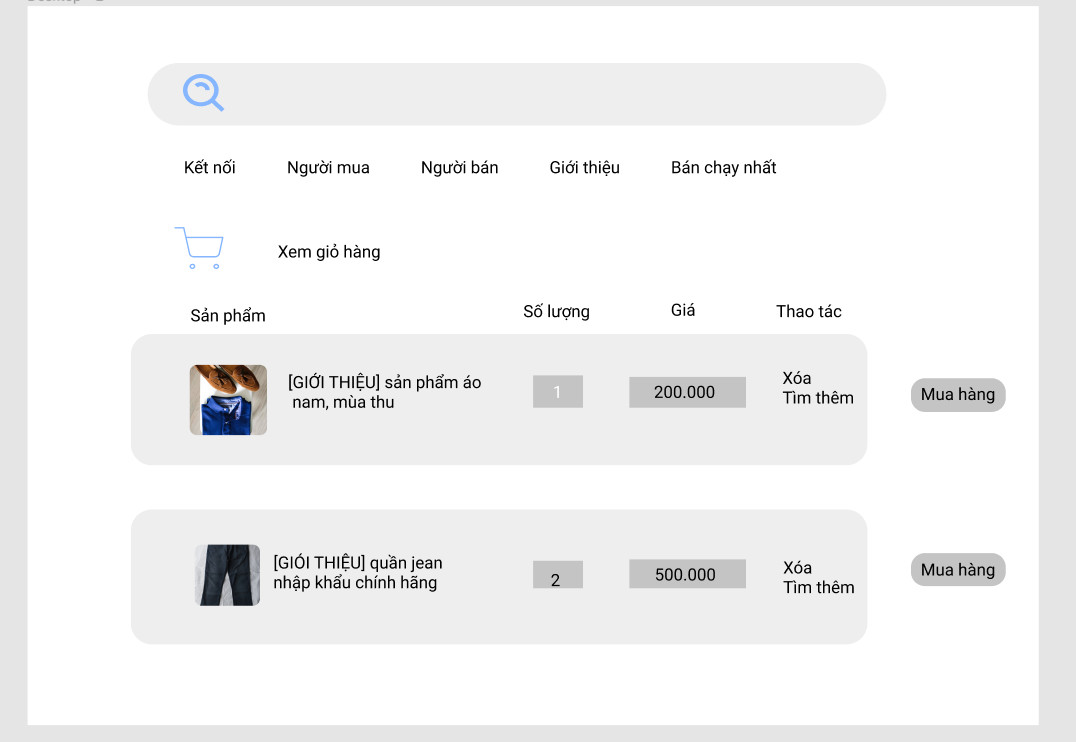 Kết nối Người mua Người bán Giới thiệu Bán chạy nhất
Xem giỏ hàng
Sản phẩm Số lượng Giá Thao tác
[GIỚI THIỆU] sản phẩm áo
nam, mùa thu
1
200.000
Xóa
Tìm thêm
Mua hàng
[GIÓI THIỆU] quần jean
nhập khẩu chính hãng
2
500.000
Xóa
Tìm thêm
Mua hàng